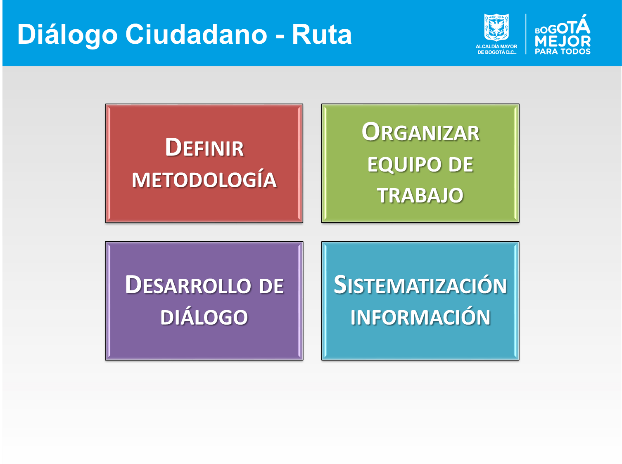 Diálogo Ciudadano - Ruta
ALCALDÍA MAYOR
DE BOGOTÁ D.C.
BOGOTÁ
MEJOR
PARA TODOS
DEFINIR
METODOLOGÍA
ORGANIZAR
EQUIPO DE
TRABAJO
DESARROLLO DE
DIÁLOGO
SISTEMATIZACIÓN
INFORMACIÓN